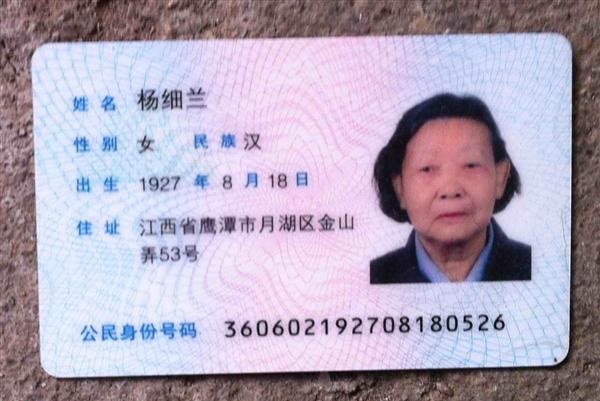 姓名 杨细兰
性别 女 民族 汉
出生 1927 年 8 月 18 日
住址 江西省鹰潭市月湖区金山
弄53号
公民身份号码 360602192708180526